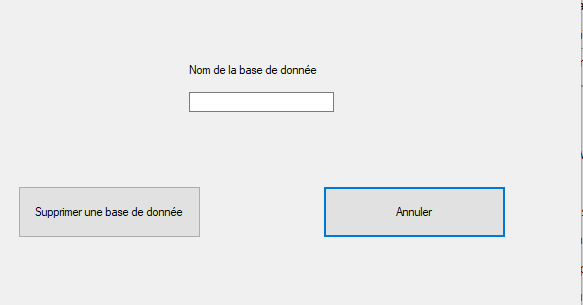 Nom de la base de donnée
Supprimer une base de donnée
Annuler